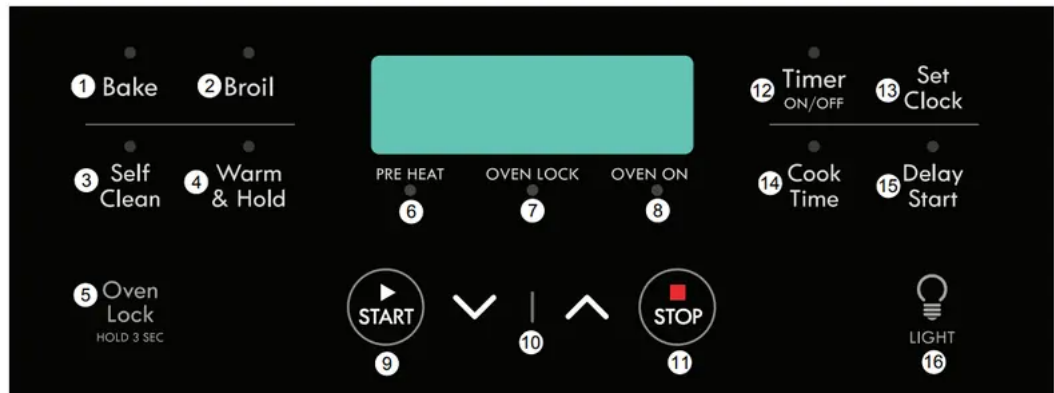 1 Bake
2 Broil
12 Timer
ON/OFF
13 Set
Clock
3 Self
Clean
4 Warm
& Hold
PRE HEAT
6
OVEN LOCK
7
OVEN ON
8
14 Cook
Time
15 Delay
Start
5 Oven
Lock
HOLD 3 SEC
START
9
10
STOP
11
LIGHT
16